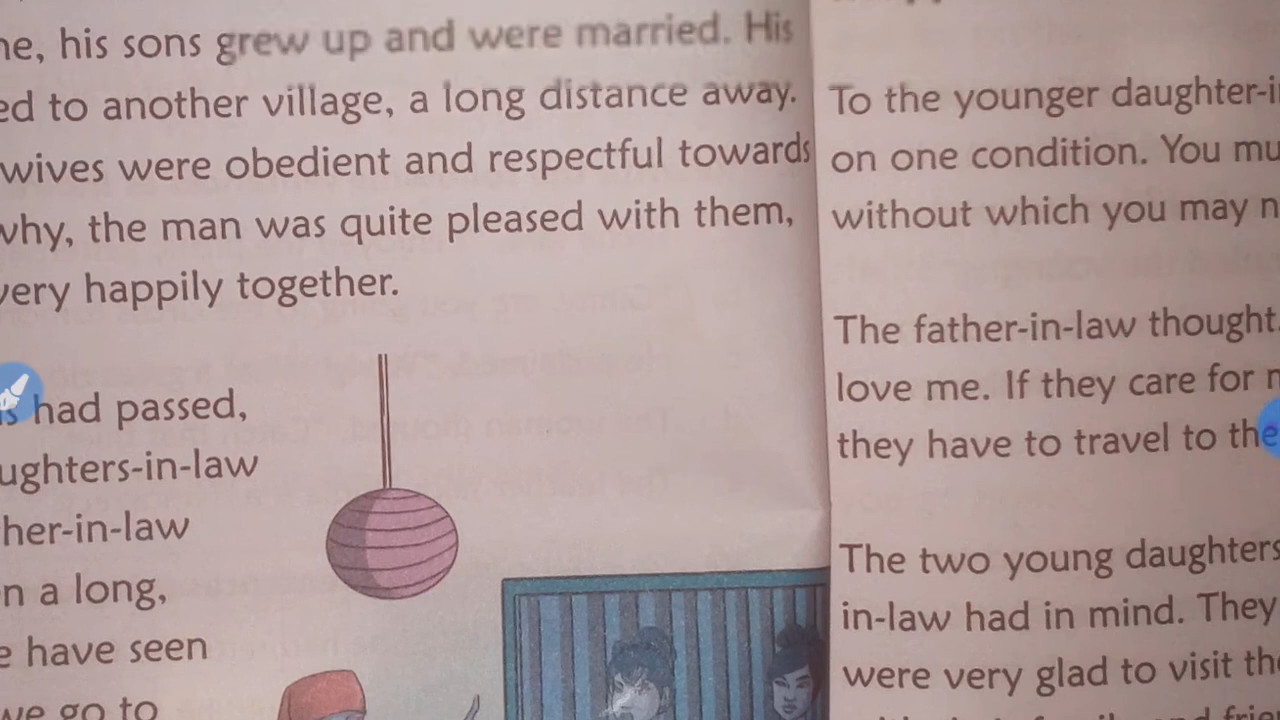 he, his sons grew up and were married. His
ed to another village, a long distance away.
wives were obedient and respectful towards
why, the man was quite pleased with them,
very happily together.
had passed,
ughters-in-law
her-in-law
n a long,
e have seen
we go to
To the younger daughter-i
on one condition. You mu
without which you may n
The father-in-law thought
love me. If they care for
they have to travel to the
The two young daughters
in-law had in mind. They
were very glad to visit the